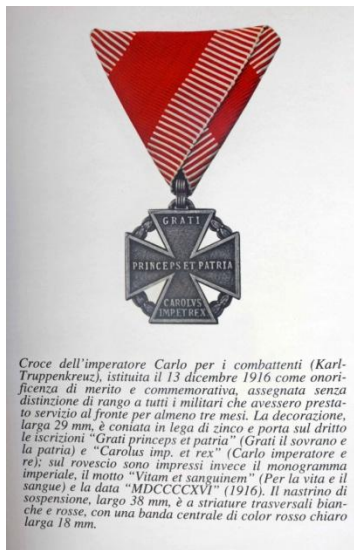 GRATI
PRINCEPS ET PATRIA
CAROLVS
IMP ET REX
Croce dell'imperatore Carlo per i combattenti (Karl-
Truppenkreuz), istituita il 13 dicembre 1916 come onori-
ficenza di merito e commemorativa, assegnata senza
distinzione di rango a tutti i militari che avessero presta-
to servizio al fronte per almeno tre mesi. La decorazione,
larga 29 mm, è coniata in lega di zinco e porta sul dritto
le iscrizioni "Grati princeps et patria" (Grati il sovrano e
la patria) e "Carolus imp. et rex" (Carlo imperatore e
re); sul rovescio sono impressi invece il monogramma
imperiale, il motto "Vitam et sanguinem" (Per la vita e il
sangue) e la data "MDCCCCXVI" (1916). Il nastrino di
sospensione, largo 38 mm, è a striature trasversali bian-
che e rosse, con una banda centrale di color rosso chiaro
larga 18 mm.